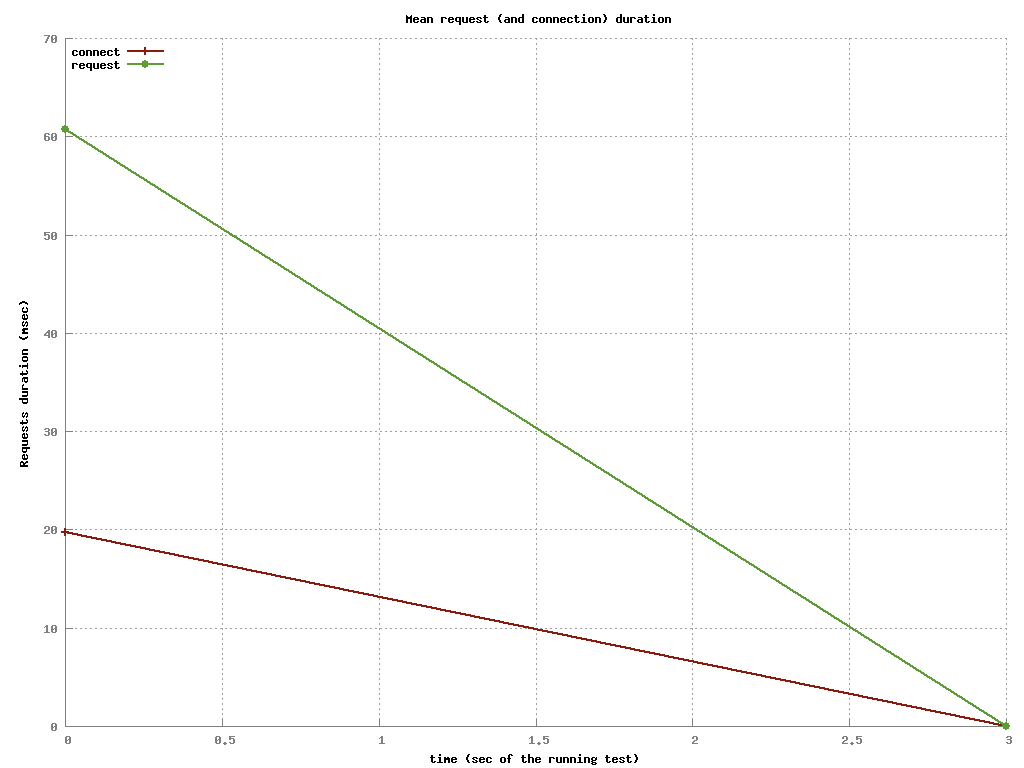 Mean request (and connection) duration
connect
request
70
60
50
40
30
20
10
0
Requests duration (msec)
0 0.5 1 1.5 2 2.5 3
time (sec of the running test)